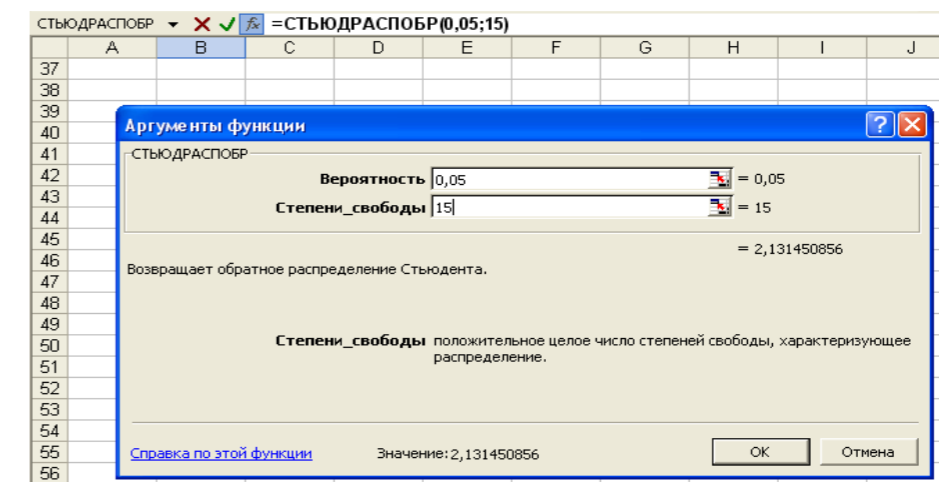 СТЬЮДРАСПОБР =СТЬЮДРАСПОБР(0,05;15)
A B C D E F G H I J
37
38
39
40
41
42
43
44
45
46
47
48
49
50
51
52
53
54
55
56
Аргументы функции
СТЬЮДРАСПОБР
Вероятность 0,05 = 0,05
Степени_свободы 15 = 15
= 2,131450856
Возвращает обратное распределение Стьюдента.
Степени_свободы положительное целое число степеней свободы, характеризующее
распределение.
Справка по этой функции Значение:2,131450856 ОК Отмена